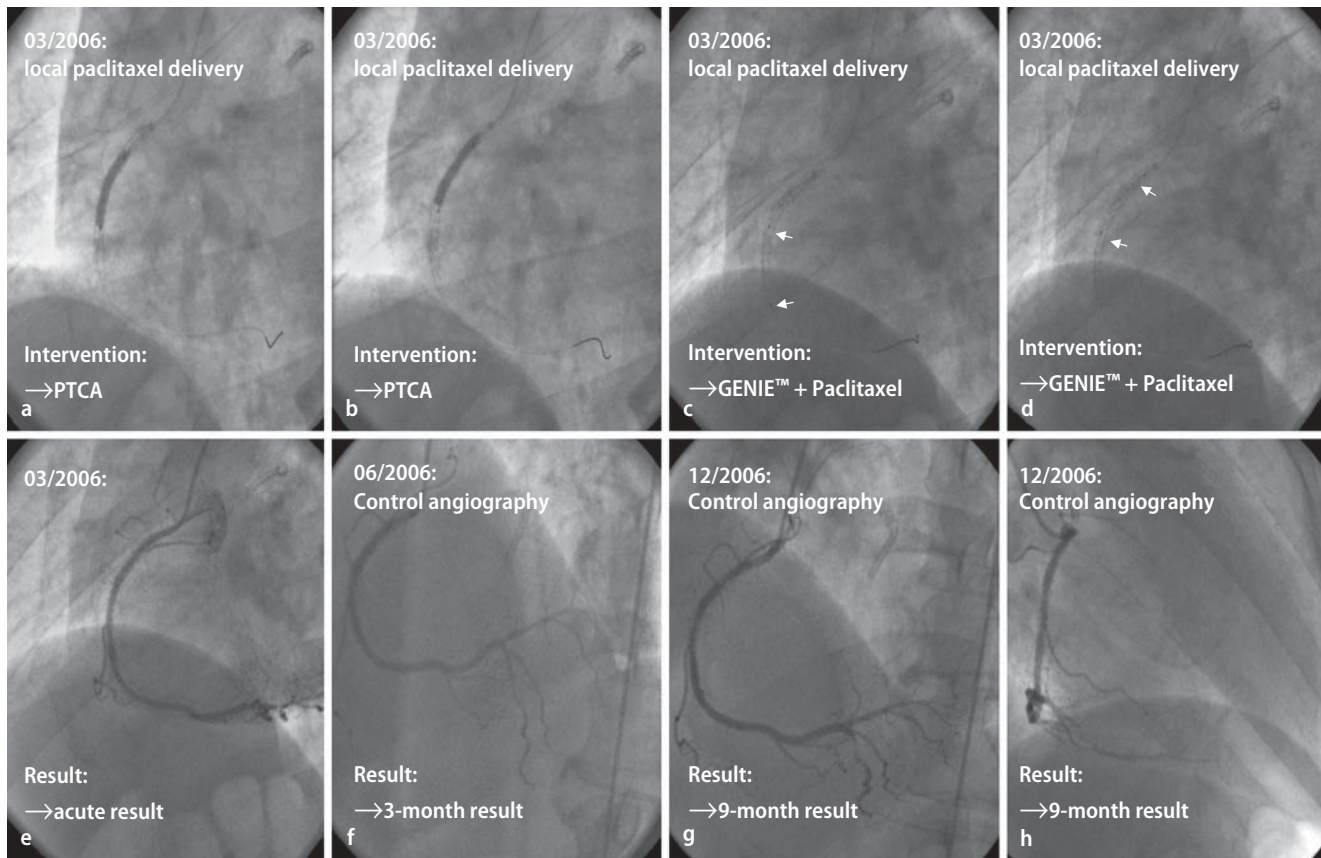 03/2006:
local paclitaxel delivery
Intervention:
→PTCA
a
03/2006:
local paclitaxel delivery
Intervention:
→PTCA
b
03/2006:
local paclitaxel delivery
Intervention:
→GENIE™ + Paclitaxel
c
03/2006:
local paclitaxel delivery
Intervention:
→GENIE™ + Paclitaxel
d
03/2006:
Result:
→acute result
e
06/2006:
Control angiography
Result:
→3-month result
f
12/2006:
Control angiography
Result:
→9-month result
g
12/2006:
Control angiography
Result:
→9-month result
h